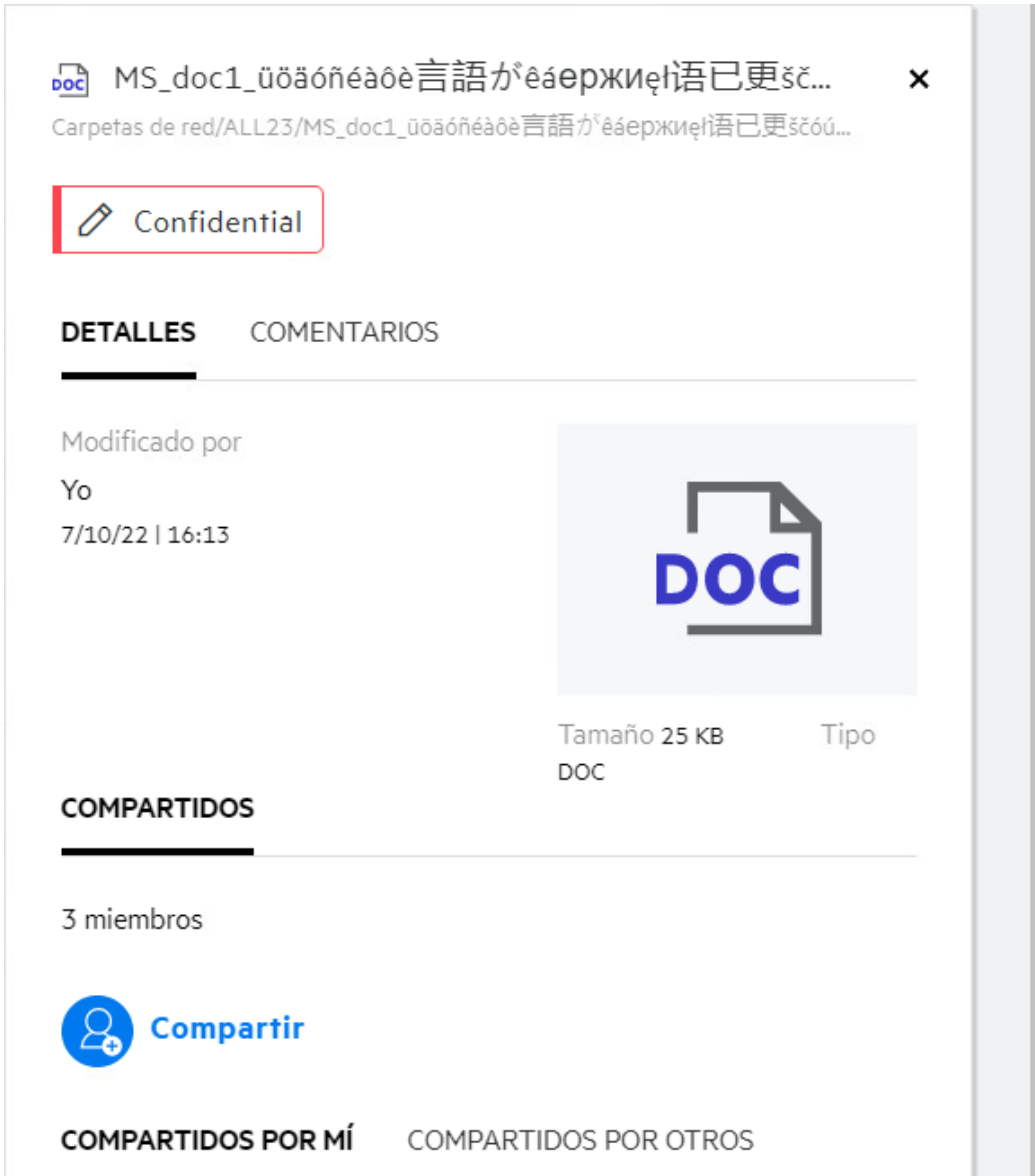 DOC MS_doc1_üöäóñéàôè言語がêáержиęł语已更šč...
Carpetas de red/ALL23/MS_doc1_üöäóñéàôè言語がêáержиęł语已更ščóú...
Confidential
DETALLES COMENTARIOS
Modificado por
Yo
7/10/22 | 16:13
DOC
Tamaño 25 KB Tipo
DOC
COMPARTIDOS
3 miembros
Compartir
COMPARTIDOS POR MÍ COMPARTIDOS POR OTROS